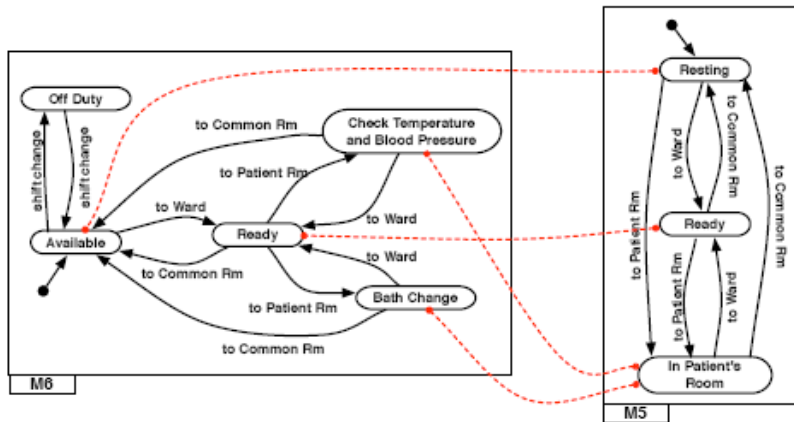 Off Duty
shift change
shift change
Available
to Common Rm
Check Temperature
and Blood Pressure
to Patient Rm
to Ward
to Ward
Ready
to Common Rm
to Ward
to Patient Rm
Bath Change
to Common Rm
M6
Resting
to Ward
to Common Rm
to Patient Rm
to Common Rm
Ready
to Patient Rm
to Ward
In Patient's
Room
M5